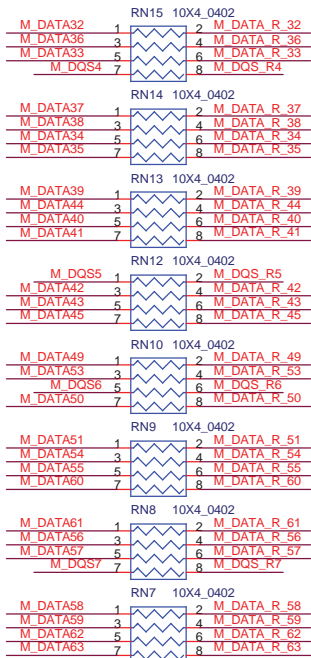 RN15 10X4_0402
M_DATA32 1 2 M_DATA_R_32
M_DATA36 3 4 M_DATA_R_36
M_DATA33 5 6 M_DATA_R_33
M_DQS4 7 8 M_DQS_R4
RN14 10X4_0402
M_DATA37 1 2 M_DATA_R_37
M_DATA38 3 4 M_DATA_R_38
M_DATA34 5 6 M_DATA_R_34
M_DATA35 7 8 M_DATA_R_35
RN13 10X4_0402
M_DATA39 1 2 M_DATA_R_39
M_DATA44 3 4 M_DATA_R_44
M_DATA40 5 6 M_DATA_R_40
M_DATA41 7 8 M_DATA_R_41
RN12 10X4_0402
M_DQS5 1 2 M_DQS_R5
M_DATA42 3 4 M_DATA_R_42
M_DATA43 5 6 M_DATA_R_43
M_DATA45 7 8 M_DATA_R_45
RN10 10X4_0402
M_DATA49 1 2 M_DATA_R_49
M_DATA53 3 4 M_DATA_R_53
M_DQS6 5 6 M_DQS_R6
M_DATA50 7 8 M_DATA_R_50
RN9 10X4_0402
M_DATA51 1 2 M_DATA_R_51
M_DATA54 3 4 M_DATA_R_54
M_DATA55 5 6 M_DATA_R_55
M_DATA60 7 8 M_DATA_R_60
RN8 10X4_0402
M_DATA61 1 2 M_DATA_R_61
M_DATA56 3 4 M_DATA_R_56
M_DATA57 5 6 M_DATA_R_57
M_DQS7 7 8 M_DQS_R7
RN7 10X4_0402
M_DATA58 1 2 M_DATA_R_58
M_DATA59 3 4 M_DATA_R_59
M_DATA62 5 6 M_DATA_R_62
M_DATA63 7 8 M_DATA_R_63